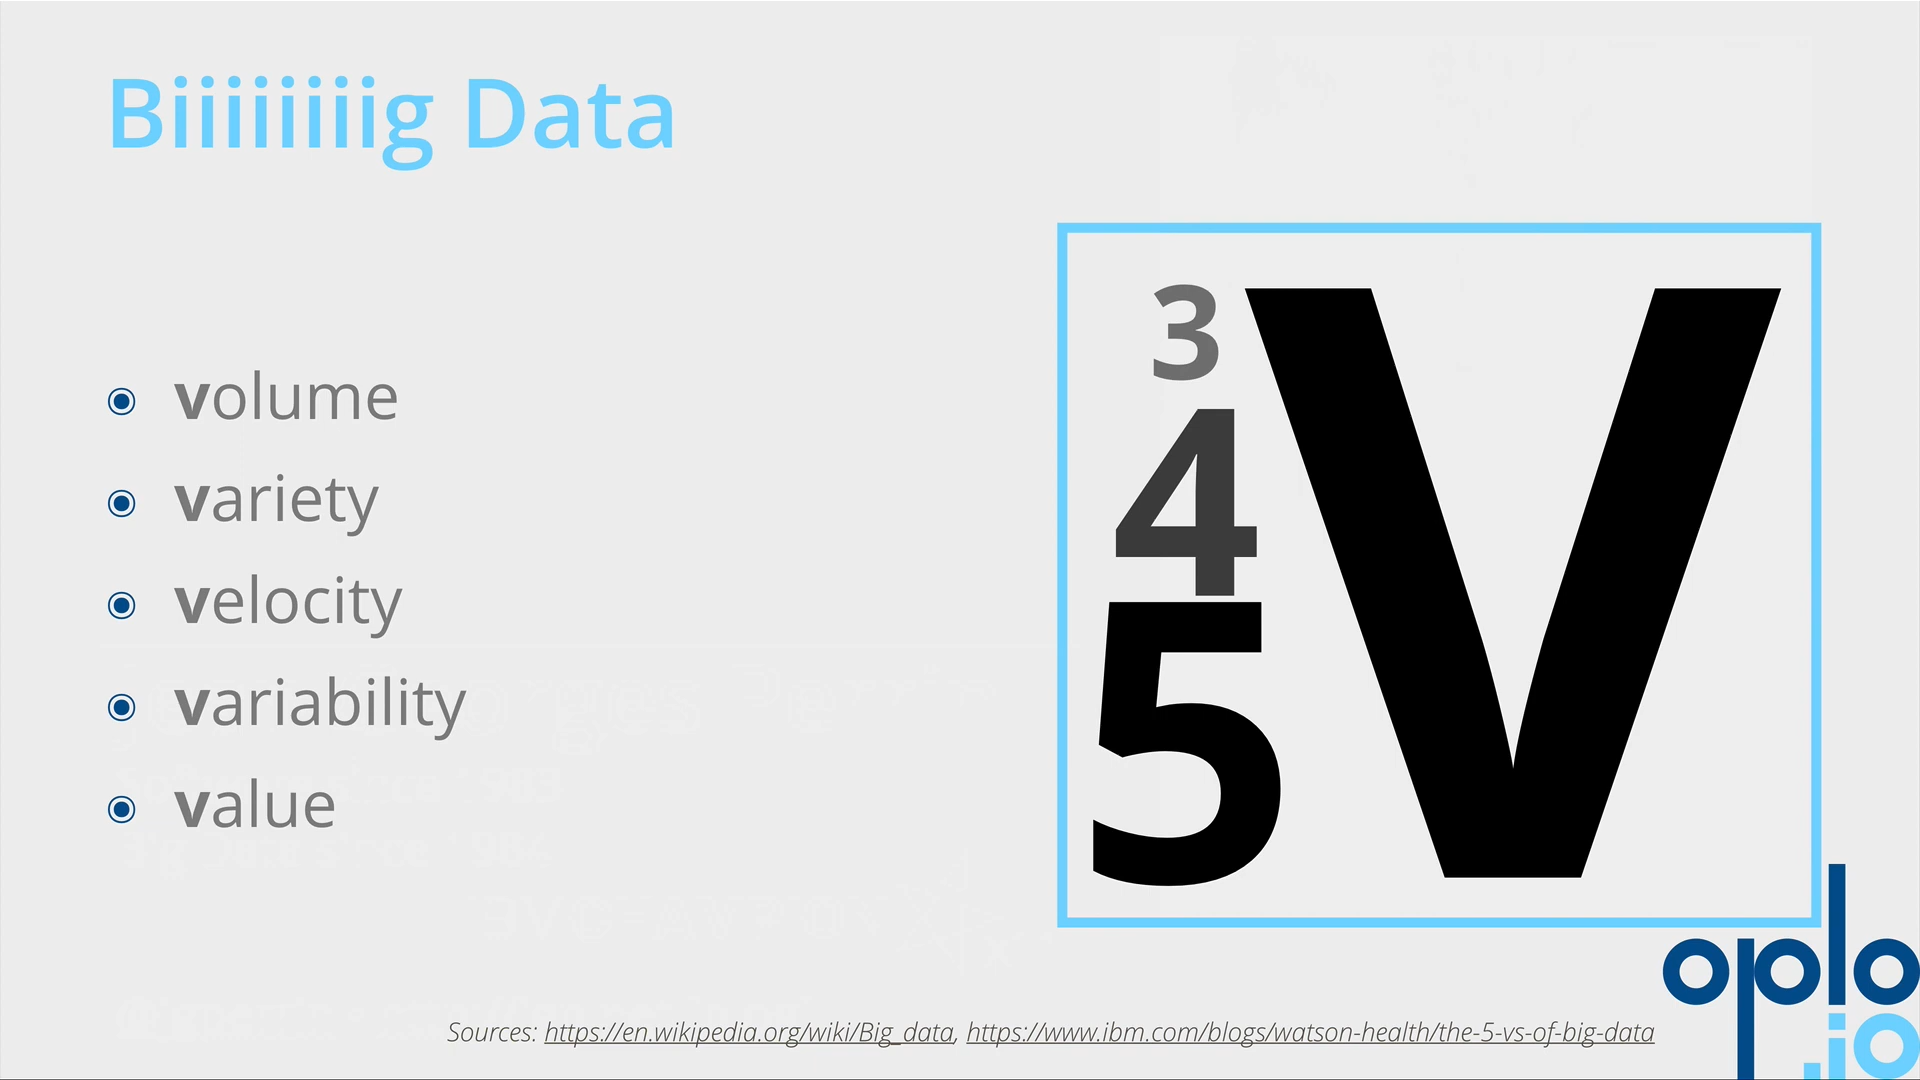 Biiiiiiiig Data
volume
variety
velocity
variability
value
3
4
5
V
Sources: https://en.wikipedia.org/wiki/Big_data, https://www.ibm.com/blogs/watson-health/the-5-vs-of-big-data
oplo
.io